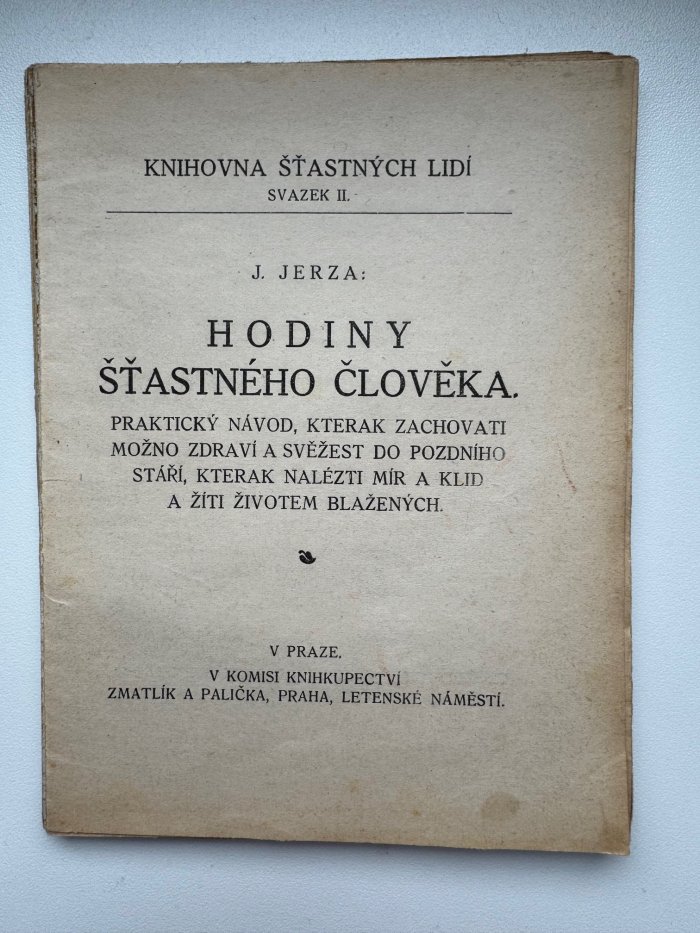 KNIHOVNA ŠŤASTNÝCH LIDÍ
SVAZEK II.
J. JERZA:
HODINY
ŠŤASTNÉHO ČLOVĚKA.
PRAKTICKÝ NÁVOD, KTERAK ZACHOVATI
MOŽNO ZDRAVÍ A SVĚŽEST DO POZDNÍHO
STÁŘÍ, KTERAK NALÉZTI MÍR A KLID
A ŽÍTI ŽIVOTEM BLAŽENÝCH.
V PRAZE.
V KOMISI KNIHKUPECTVÍ
ZMATLÍK A PALIČKA, PRAHA, LETENSKÉ NÁMĚSTÍ.